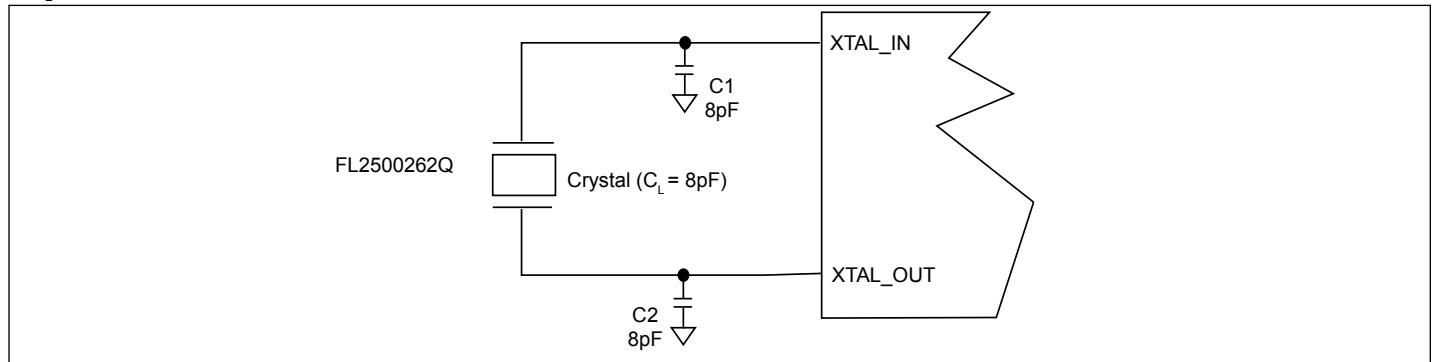 XTAL_IN
C1
8pF
FL2500262Q
Crystal (CL = 8pF)
XTAL_OUT
C2
8pF